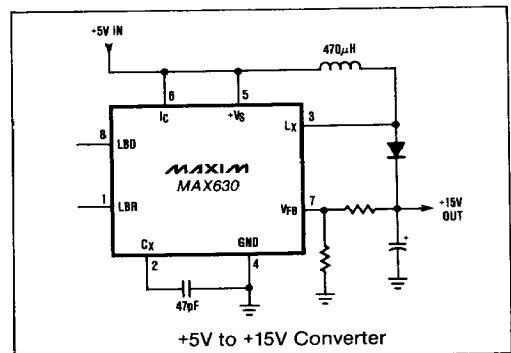 +5V IN
470μH
6
5
IC
+VS
LX
3
8
LBD
MAXIM
MAX630
1
LBR
VFB
7
+15V
OUT
CX
GND
2
4
47pF
+
+5V to +15V Converter